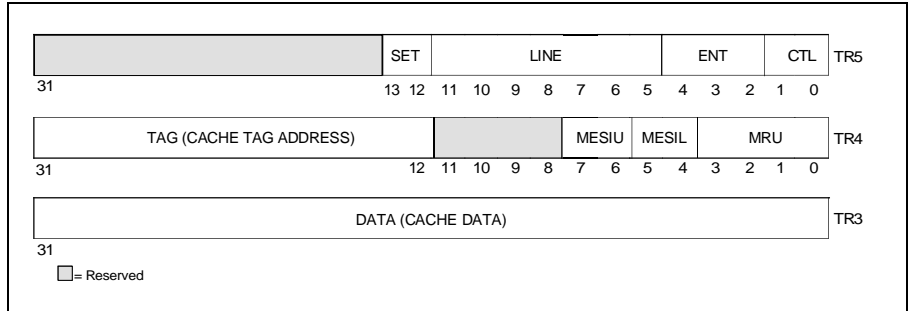 SET LINE ENT CTL TR5
31 13 12 11 10 9 8 7 6 5 4 3 2 1 0
TAG (CACHE TAG ADDRESS) MESIU MESIL MRU TR4
31 12 11 10 9 8 7 6 5 4 3 2 1 0
DATA (CACHE DATA) TR3
31
= Reserved